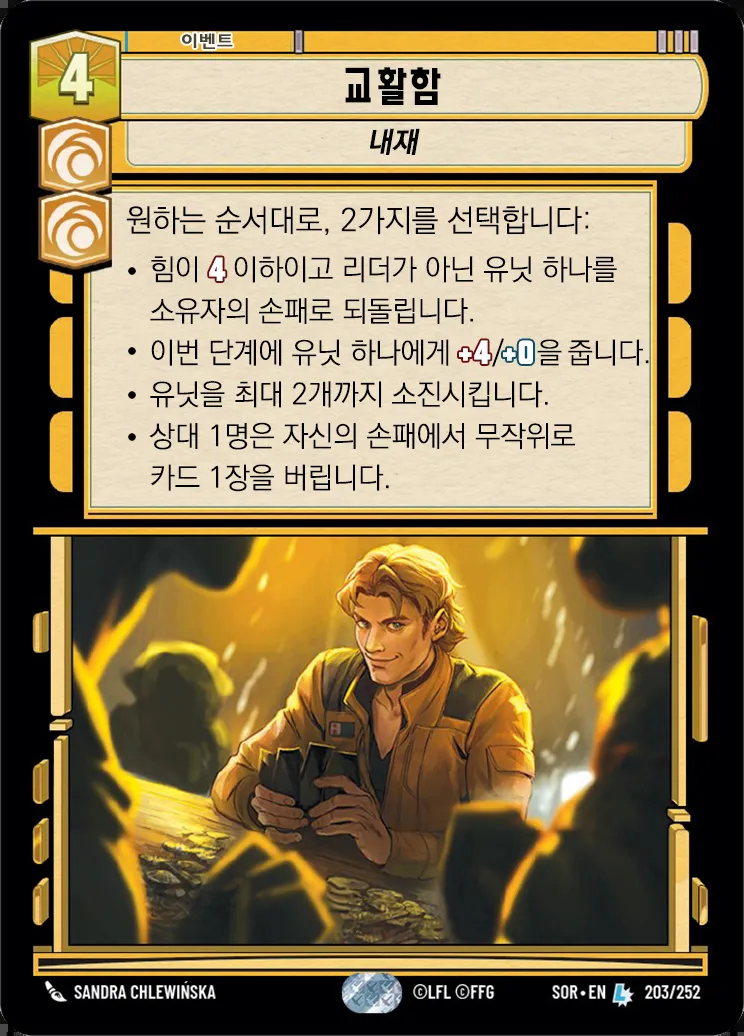 이벤트
4
교활함
내재
원하는 순서대로, 2가지를 선택합니다:
• 힘이 4 이하이고 리더가 아닌 유닛 하나를
소유자의 손패로 되돌립니다.
• 이번 단계에 유닛 하나에게 +4/+0을 줍니다.
• 유닛을 최대 2개까지 소진시킵니다.
• 상대 1명은 자신의 손패에서 무작위로
카드 1장을 버립니다.
SANDRA CHLEWIŃSKA ©LFL ©FFG SOR • EN L 203/252